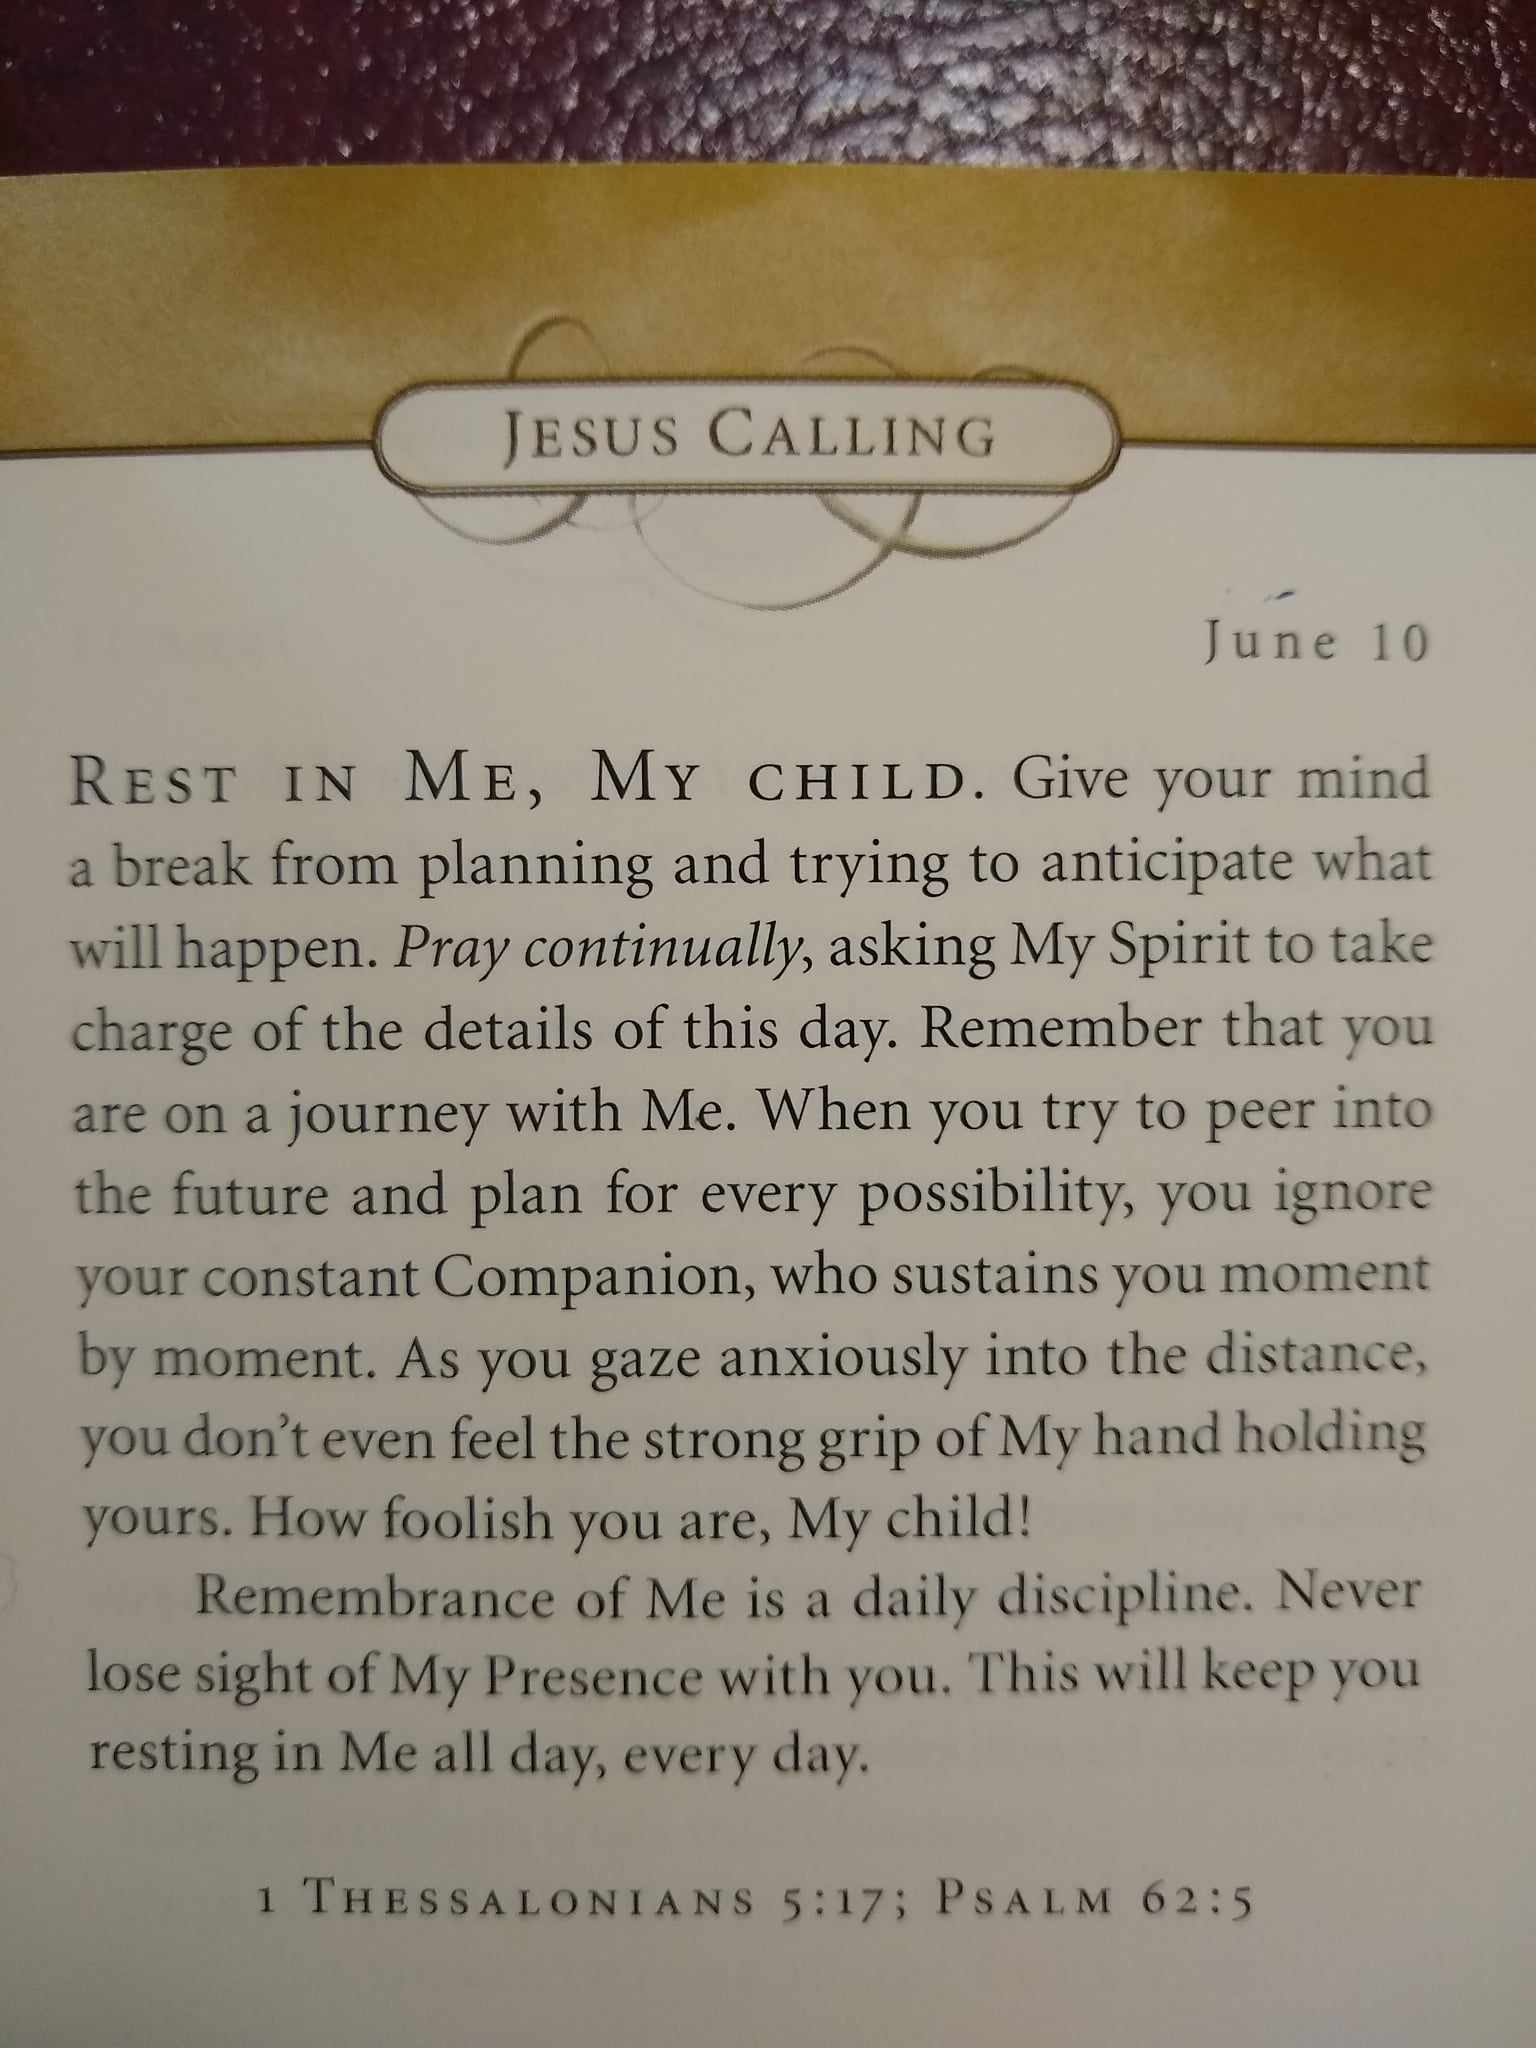 JESUS CALLING
June 10
REST IN ME, MY CHILD. Give your mind
a break from planning and trying to anticipate what
will happen. Pray continually, asking My Spirit to take
charge of the details of this day. Remember that you
are on a journey with Me. When you try to peer into
the future and plan for every possibility, you ignore
your constant Companion, who sustains you moment
by moment. As you gaze anxiously into the distance,
you don't even feel the strong grip of My hand holding
yours. How foolish you are, My child!
Remembrance of Me is a daily discipline. Never
lose sight of My Presence with you. This will keep you
resting in Me all day, every day.
1 THESSALONIANS 5:17; PSALM 62:5